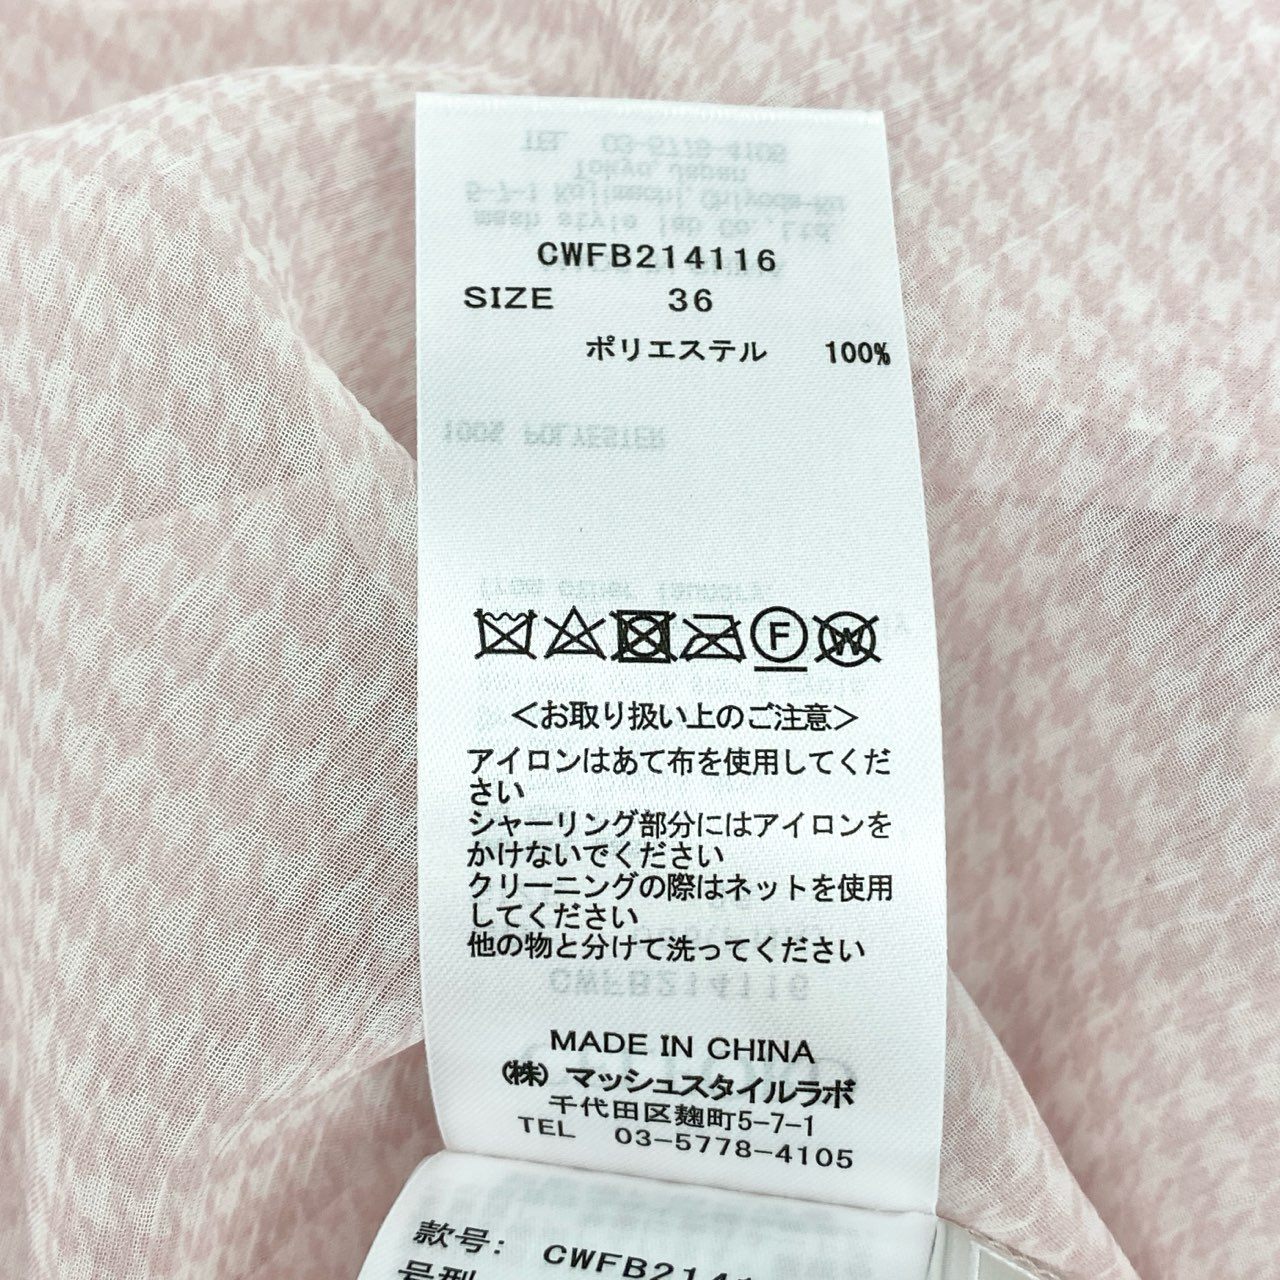 CWFB214116
SIZE 36
ポリエステル 100%
F W
<お取り扱い上のご注意>
アイロンはあて布を使用してくだ
さい
シャーリング部分にはアイロンを
かけないでください
クリーニングの際はネットを使用
してください
他の物と分けて洗ってください
MADE IN CHINA
(株) マッシュスタイルラボ
千代田区麹町5-7-1
TEL 03-5778-4105
款号: CWFB2141
号型